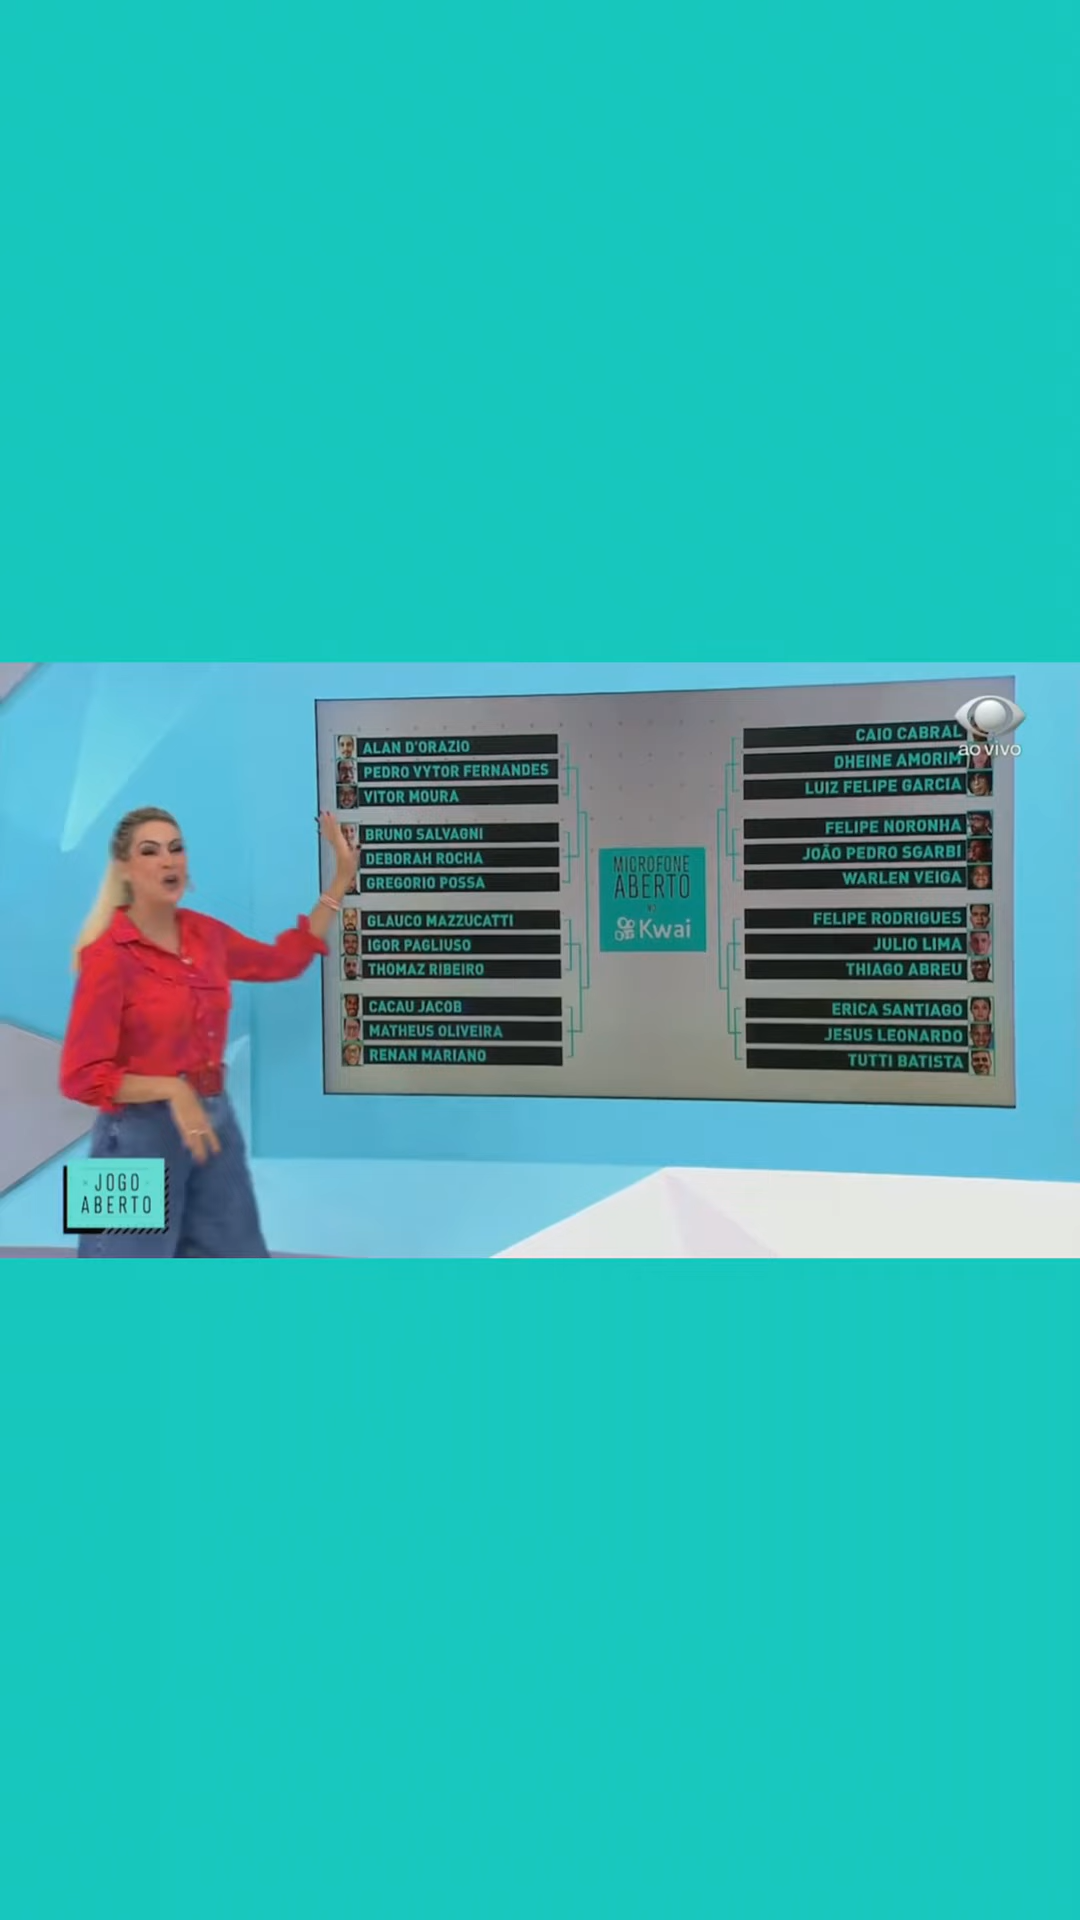 ALAN D'ORAZIO
PEDRO VYTOR FERNANDES
VITOR MOURA
BRUNO SALVAGNI
DEBORAH ROCHA
GREGORIO POSSA
GLAUCO MAZZUCATTI
IGOR PAGLIUSO
THOMAZ RIBEIRO
CACAU JACOB
MATHEUS OLIVEIRA
RENAN MARIANO
MICROFONE
ABERTO
NO
Kwai
CAIO CABRAL
DHEINE AMORIM
LUIZ FELIPE GARCIA
FELIPE NORONHA
JOÃO PEDRO SGARBI
WARLEN VEIGA
FELIPE RODRIGUES
JULIO LIMA
THIAGO ABREU
ERICA SANTIAGO
JESUS LEONARDO
TUTTI BATISTA
ao vivo
JOGO
ABERTO